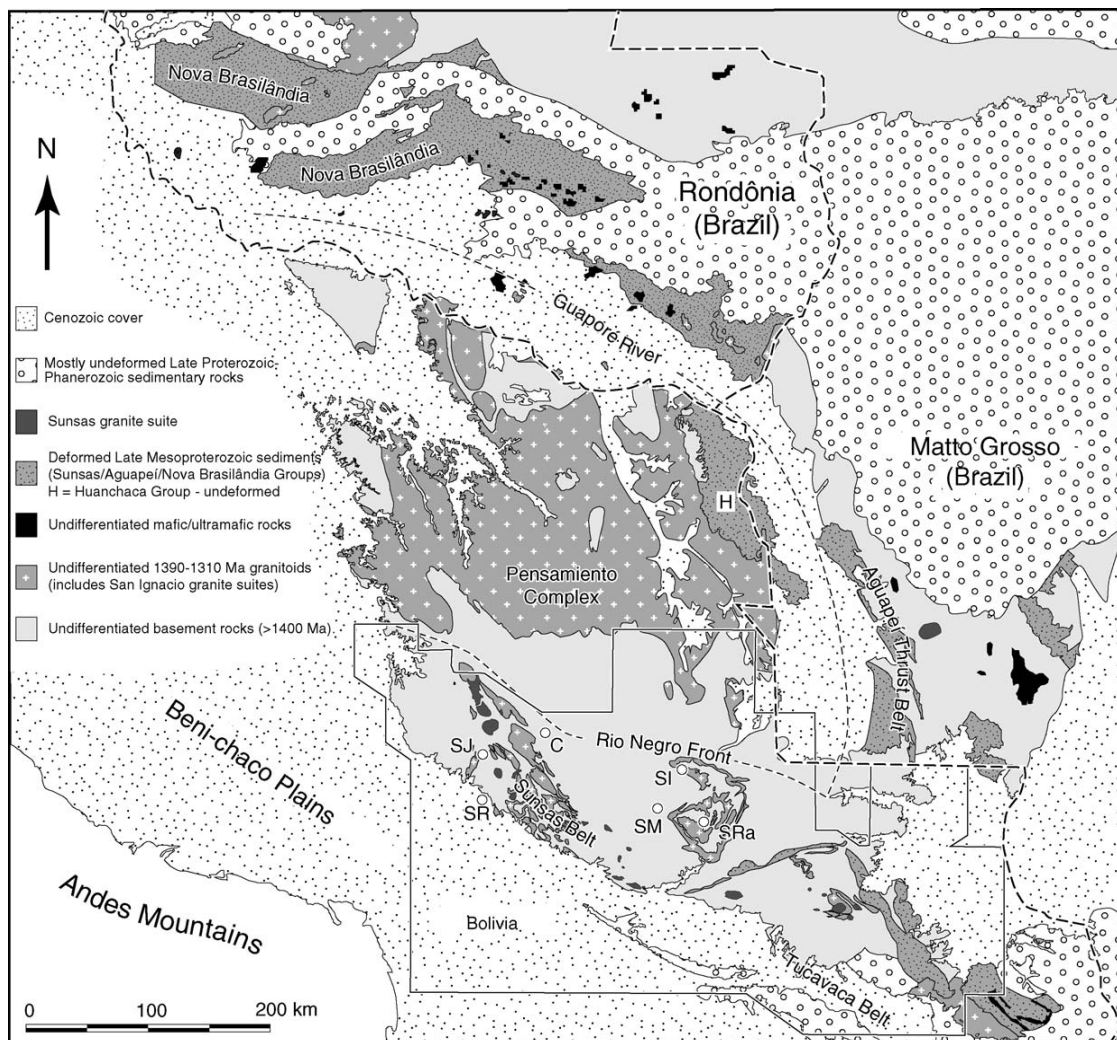 Nova Brasilândia
N
Nova Brasilândia
Rondônia
(Brazil)
Guaporé River
Cenozoic cover
Mostly undeformed Late Proterozoic-
Phanerozoic sedimentary rocks
Sunsas granite suite
Deformed Late Mesoproterozoic sediments
(Sunsas/Aguapeí/Nova Brasilândia Groups)
H = Huanchaca Group - undeformed
Undifferentiated mafic/ultramafic rocks
Undifferentiated 1390-1310 Ma granitoids
(includes San Ignacio granite suites)
Undifferentiated basement rocks (>1400 Ma)
Matto Grosso
(Brazil)
H
Pensamiento
Complex
Aguapeí Thrust Belt
Beni-chaco Plains
C
Rio Negro Front
SJ
SI
Sunsas Belt
SR
SM
SRa
Andes Mountains
Bolivia
Tucavaca Belt
0 100 200 km